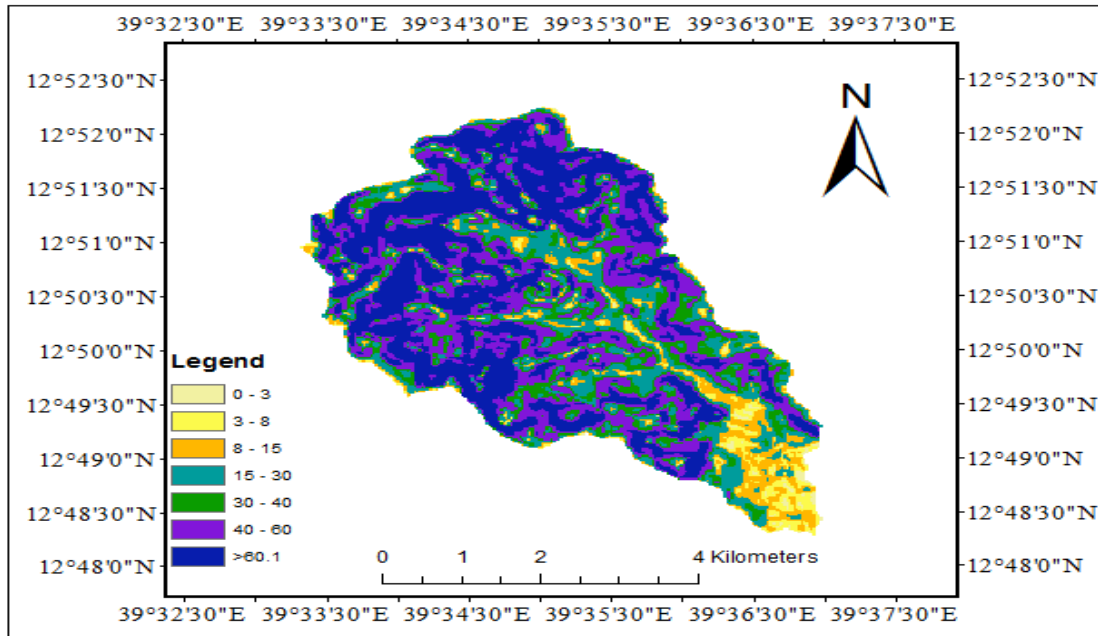 39°32'30"E 39°33'30"E 39°34'30"E 39°35'30"E 39°36'30"E 39°37'30"E
N
12°52'30"N 12°52'30"N
12°52'0"N 12°52'0"N
12°51'30"N 12°51'30"N
12°51'0"N 12°51'0"N
12°50'30"N 12°50'30"N
12°50'0"N 12°50'0"N
12°49'30"N 12°49'30"N
12°49'0"N 12°49'0"N
12°48'30"N 12°48'30"N
12°48'0"N 12°48'0"N
Legend
0 - 3
3 - 8
8 - 15
15 - 30
30 - 40
40 - 60
>60.1
0 1 2 4 Kilometers
39°32'30"E 39°33'30"E 39°34'30"E 39°35'30"E 39°36'30"E 39°37'30"E